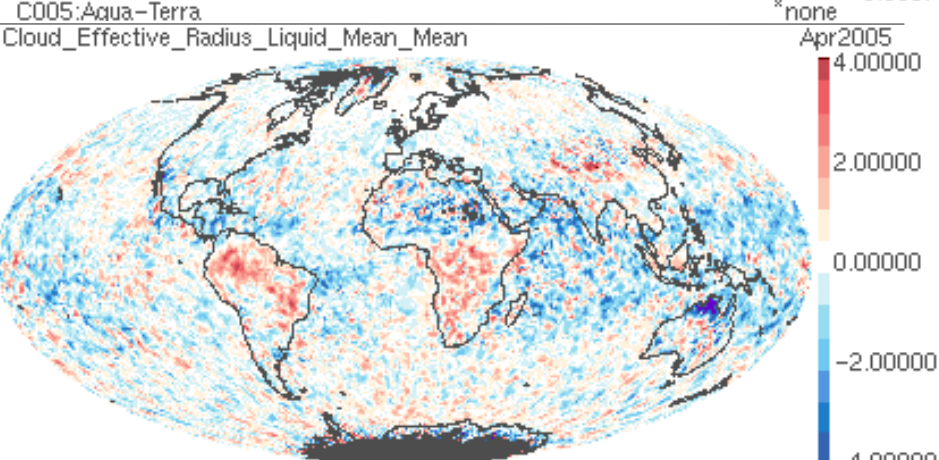 C005:Aqua-Terra
*none
Cloud_Effective_Radius_Liquid_Mean_Mean
Apr2005
4.00000
2.00000
0.00000
-2.00000